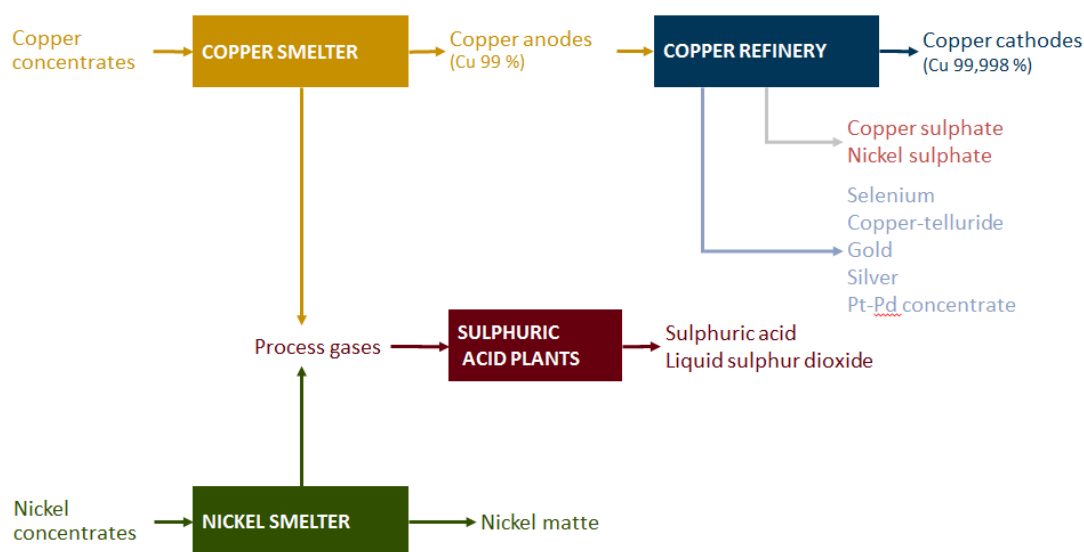 Copper
concentrates
COPPER SMELTER
Copper anodes
(Cu 99 %)
COPPER REFINERY
Copper cathodes
(Cu 99,998 %)
Copper sulphate
Nickel sulphate
Selenium
Copper-telluride
Gold
Silver
Pt-Pd concentrate
Process gases
SULPHURIC
ACID PLANTS
Sulphuric acid
Liquid sulphur dioxide
Nickel
concentrates
NICKEL SMELTER
Nickel matte